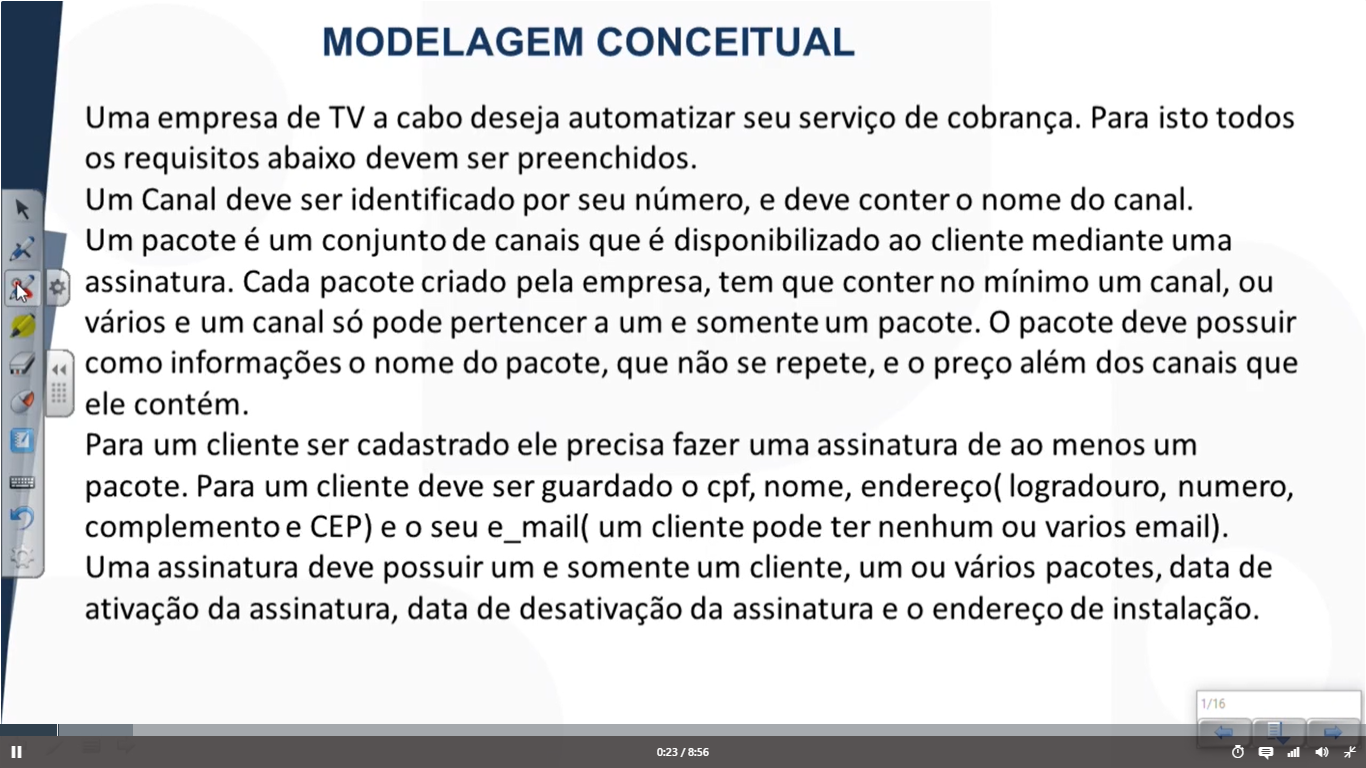 MODELAGEM CONCEITUAL
Uma empresa de TV a cabo deseja automatizar seu serviço de cobrança. Para isto todos
os requisitos abaixo devem ser preenchidos.
Um Canal deve ser identificado por seu número, e deve conter o nome do canal.
Um pacote é um conjunto de canais que é disponibilizado ao cliente mediante uma
assinatura. Cada pacote criado pela empresa, tem que conter no mínimo um canal, ou
vários e um canal só pode pertencer a um e somente um pacote. O pacote deve possuir
como informações o nome do pacote, que não se repete, e o preço além dos canais que
ele contém.
Para um cliente ser cadastrado ele precisa fazer uma assinatura de ao menos um
pacote. Para um cliente deve ser guardado o cpf, nome, endereço( logradouro, numero,
complemento e CEP) e o seu e_mail( um cliente pode ter nenhum ou varios email).
Uma assinatura deve possuir um e somente um cliente, um ou vários pacotes, data de
ativação da assinatura, data de desativação da assinatura e o endereço de instalação.
1/16
0:23 / 8:56